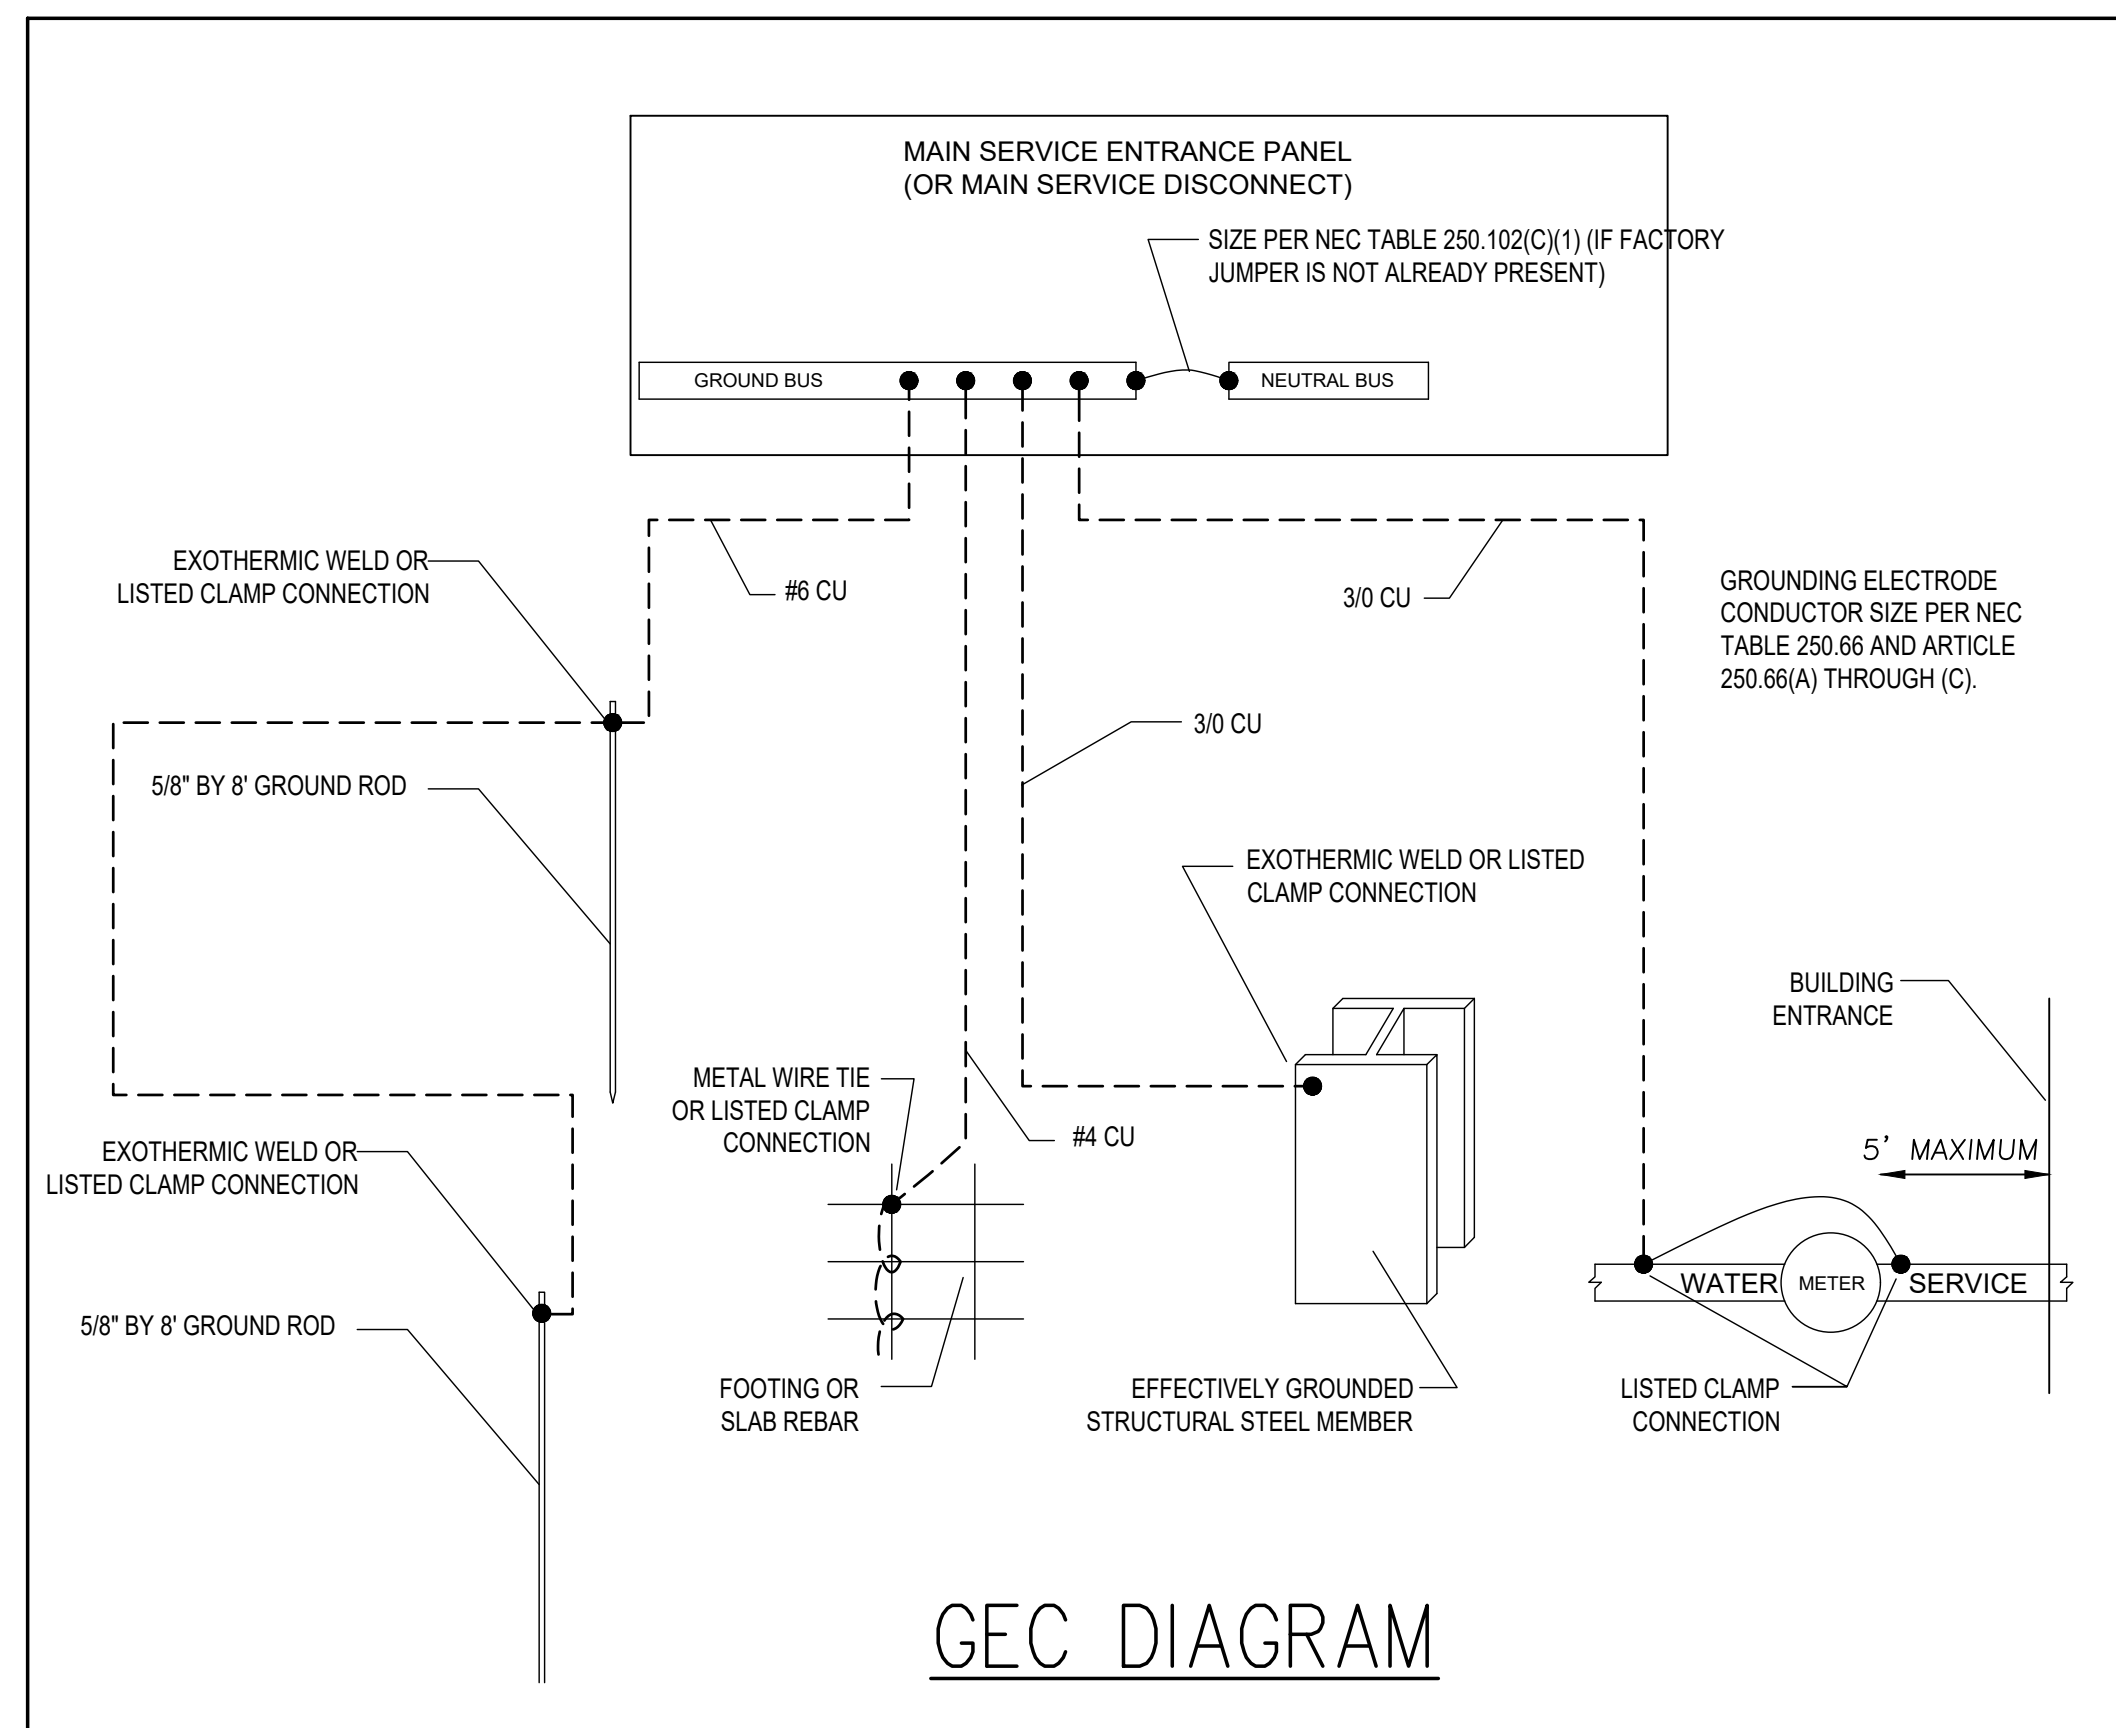 MAIN SERVICE ENTRANCE PANEL
(OR MAIN SERVICE DISCONNECT)
SIZE PER NEC TABLE 250.102(C)(1) (IF FACTORY
JUMPER IS NOT ALREADY PRESENT)
GROUND BUS
NEUTRAL BUS
EXOTHERMIC WELD OR
LISTED CLAMP CONNECTION
#6 CU
3/0 CU
GROUNDING ELECTRODE
CONDUCTOR SIZE PER NEC
TABLE 250.66 AND ARTICLE
250.66(A) THROUGH (C).
3/0 CU
5/8" BY 8' GROUND ROD
EXOTHERMIC WELD OR LISTED
CLAMP CONNECTION
BUILDING
ENTRANCE
METAL WIRE TIE
OR LISTED CLAMP
CONNECTION
#4 CU
5' MAXIMUM
EXOTHERMIC WELD OR
LISTED CLAMP CONNECTION
WATER
METER
SERVICE
5/8" BY 8' GROUND ROD
FOOTING OR
SLAB REBAR
EFFECTIVELY GROUNDED
STRUCTURAL STEEL MEMBER
LISTED CLAMP
CONNECTION
GEC DIAGRAM